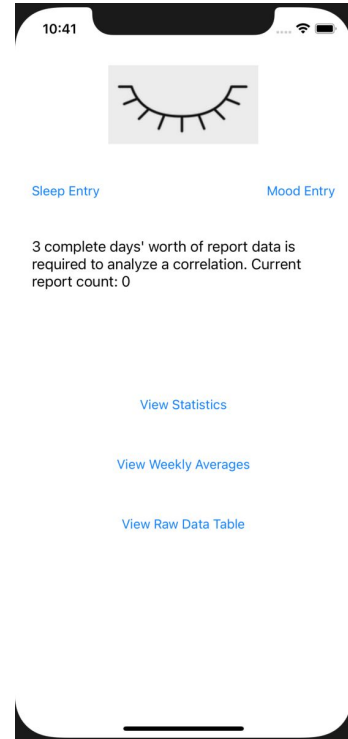 10:41
Sleep Entry
Mood Entry
3 complete days' worth of report data is
required to analyze a correlation. Current
report count: 0
View Statistics
View Weekly Averages
View Raw Data Table